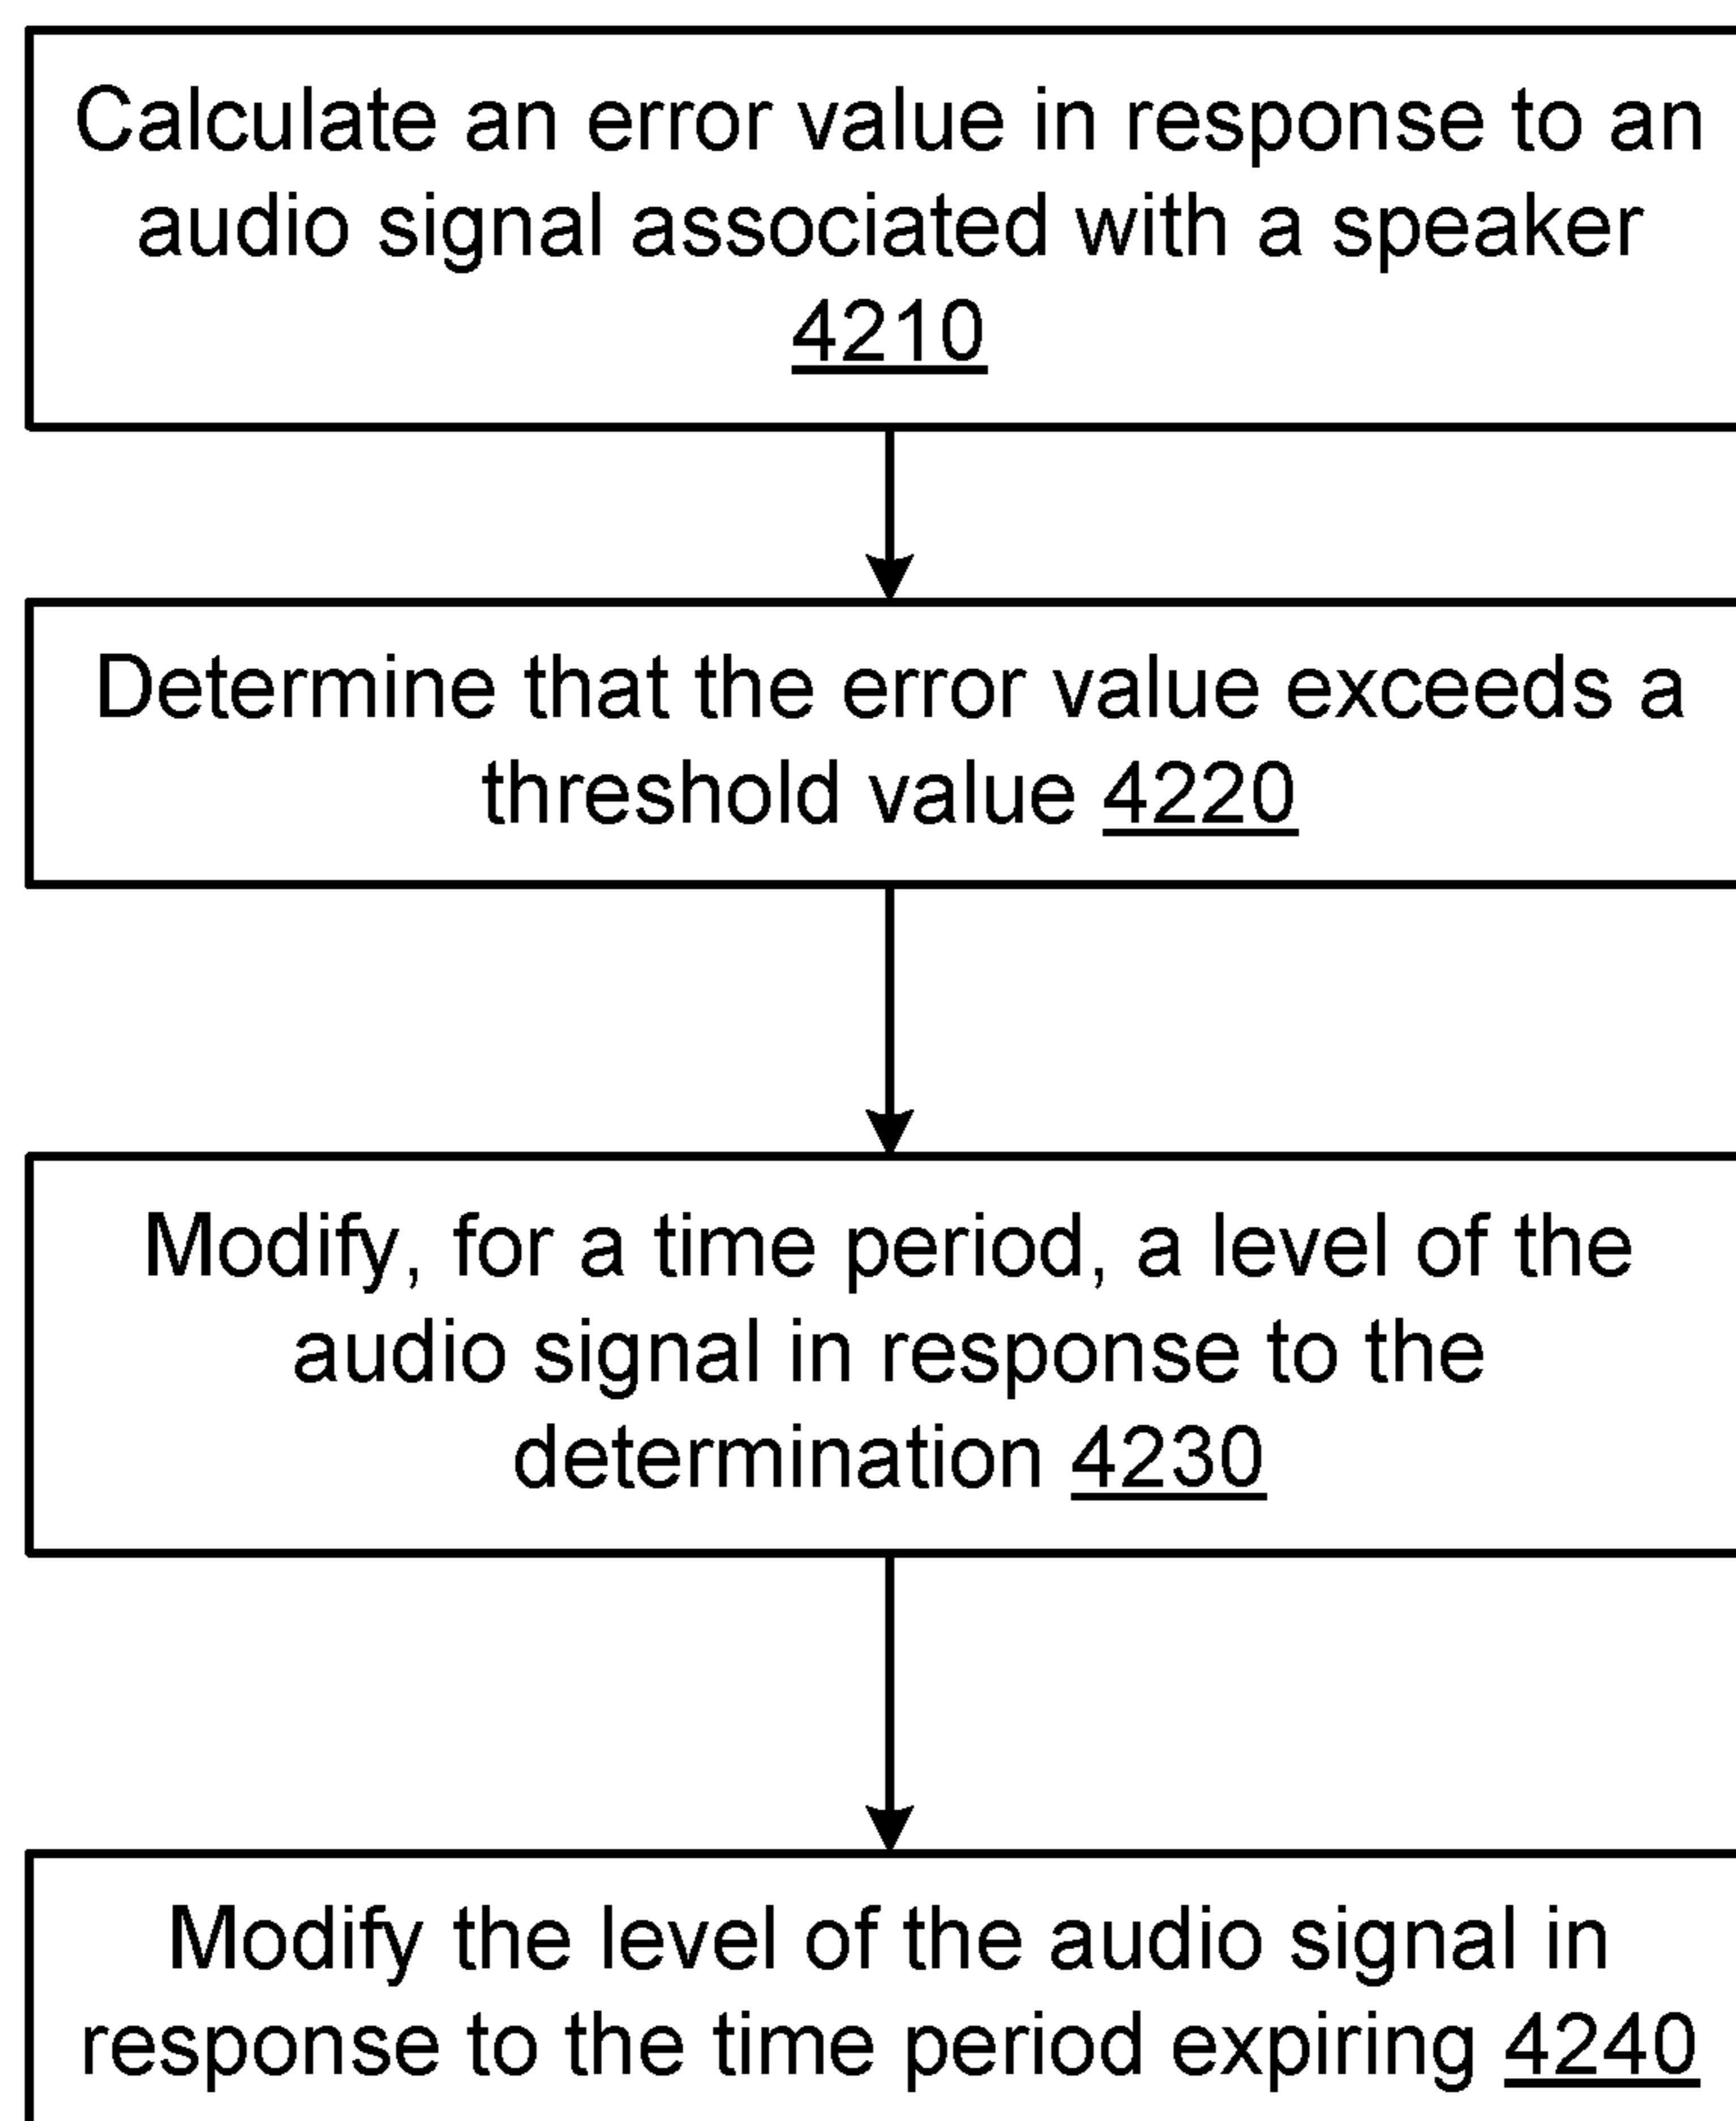 Calculate an error value in response to an
audio signal associated with a speaker
4210
Determine that the error value exceeds a
threshold value 4220
Modify, for a time period, a level of the
audio signal in response to the
determination 4230
Modify the level of the audio signal in
response to the time period expiring 4240